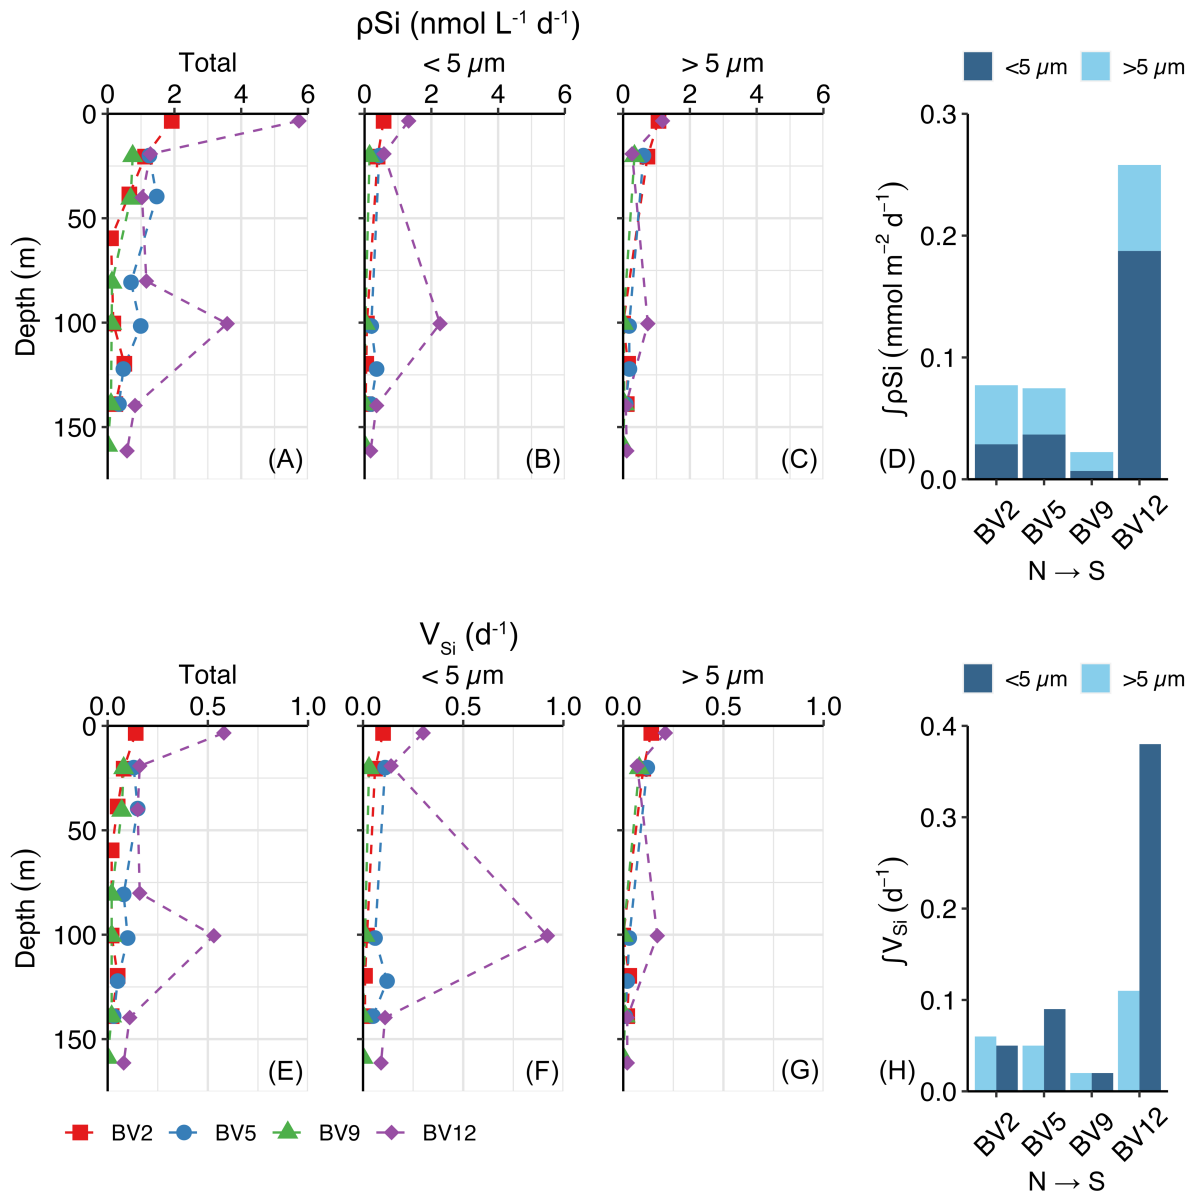 ρSi (nmol L⁻¹ d⁻¹)
Total
< 5 µm
> 5 µm
<5 µm
>5 µm
0 2 4 6
0 2 4 6
0 2 4 6
0
50
100
150
Depth (m)
(A)
(B)
(C)
(D)
0.3
0.2
0.1
0.0
∫ρSi (mmol m⁻² d⁻¹)
BV2
BV5
BV9
BV12
N → S
V_Si (d⁻¹)
Total
< 5 µm
> 5 µm
<5 µm
>5 µm
0.0 0.5 1.0
0.0 0.5 1.0
0.0 0.5 1.0
0
50
100
150
Depth (m)
(E)
(F)
(G)
(H)
0.4
0.3
0.2
0.1
0.0
∫V_Si (d⁻¹)
BV2
BV5
BV9
BV12
N → S
BV2 BV5 BV9 BV12